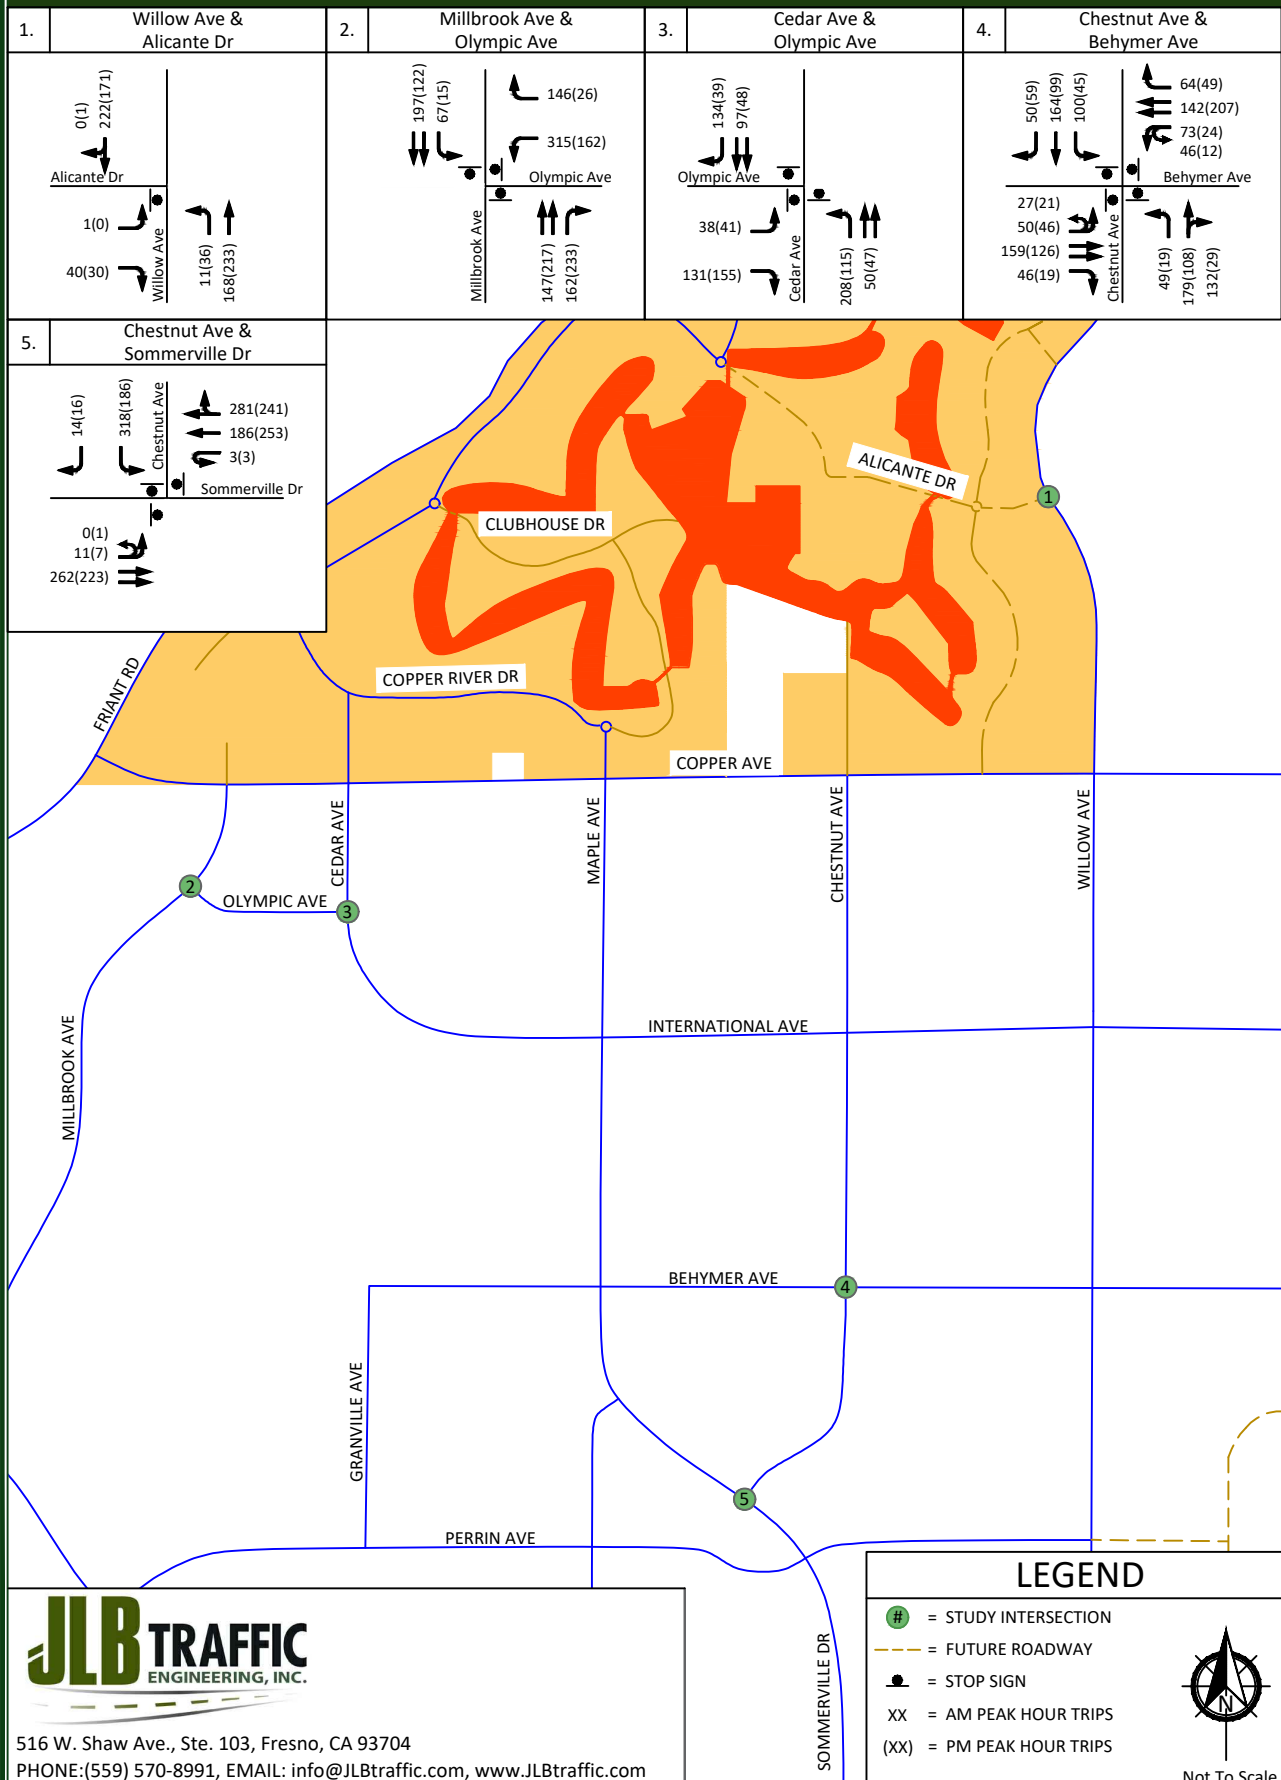 1.
Willow Ave &
Alicante Dr
0(1)
222(171)
Alicante Dr
1(0)
40(30)
Willow Ave
11(36)
168(233)
2.
Millbrook Ave &
Olympic Ave
197(122)
67(15)
146(26)
315(162)
Olympic Ave
Millbrook Ave
147(217)
162(233)
3.
Cedar Ave &
Olympic Ave
134(39)
97(48)
Olympic Ave
38(41)
131(155)
Cedar Ave
208(115)
50(47)
4.
Chestnut Ave &
Behymer Ave
50(59)
164(99)
100(45)
64(49)
142(207)
73(24)
46(12)
Behymer Ave
27(21)
50(46)
159(126)
46(19)
Chestnut Ave
49(19)
179(108)
132(29)
5.
Chestnut Ave &
Sommerville Dr
14(16)
318(186)
Chestnut Ave
281(241)
186(253)
3(3)
Sommerville Dr
0(1)
11(7)
262(223)
ALICANTE DR
1
CLUBHOUSE DR
FRIANT RD
COPPER RIVER DR
COPPER AVE
CEDAR AVE
MAPLE AVE
CHESTNUT AVE
WILLOW AVE
2
OLYMPIC AVE
3
MILLBROOK AVE
INTERNATIONAL AVE
BEHYMER AVE
4
GRANVILLE AVE
5
PERRIN AVE
SOMMERVILLE DR
JLB TRAFFIC
ENGINEERING, INC.
516 W. Shaw Ave., Ste. 103, Fresno, CA 93704
PHONE:(559) 570-8991, EMAIL: info@JLBtraffic.com, www.JLBtraffic.com
LEGEND
# = STUDY INTERSECTION
= FUTURE ROADWAY
= STOP SIGN
XX = AM PEAK HOUR TRIPS
(XX) = PM PEAK HOUR TRIPS
N
Not To Scale